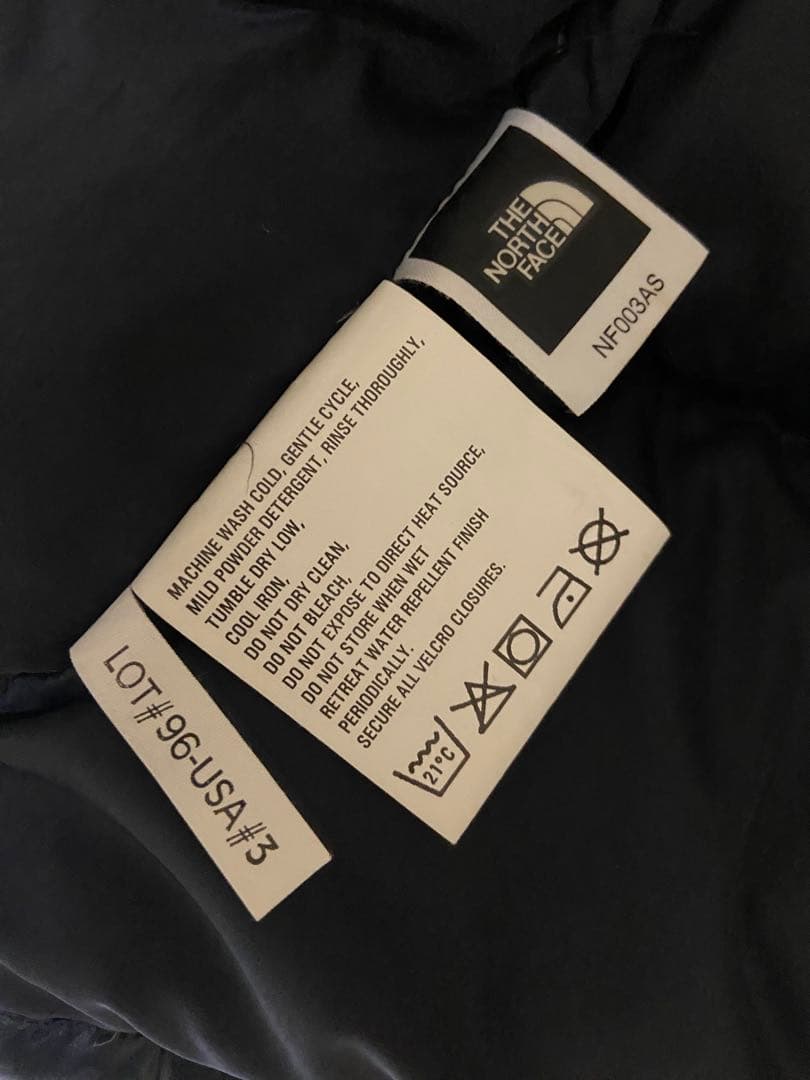 THE
NORTH
FACE
NF003AS
MACHINE WASH COLD, GENTLE CYCLE,
MILD POWDER DETERGENT, RINSE THOROUGHLY,
TUMBLE DRY LOW,
COOL IRON,
DO NOT DRY CLEAN,
DO NOT BLEACH,
DO NOT EXPOSE TO DIRECT HEAT SOURCE,
DO NOT STORE WHEN WET
RETREAT WATER REPELLENT FINISH
PERIODICALLY.
SECURE ALL VELCRO CLOSURES.
21°C
LOT#96-USA#3